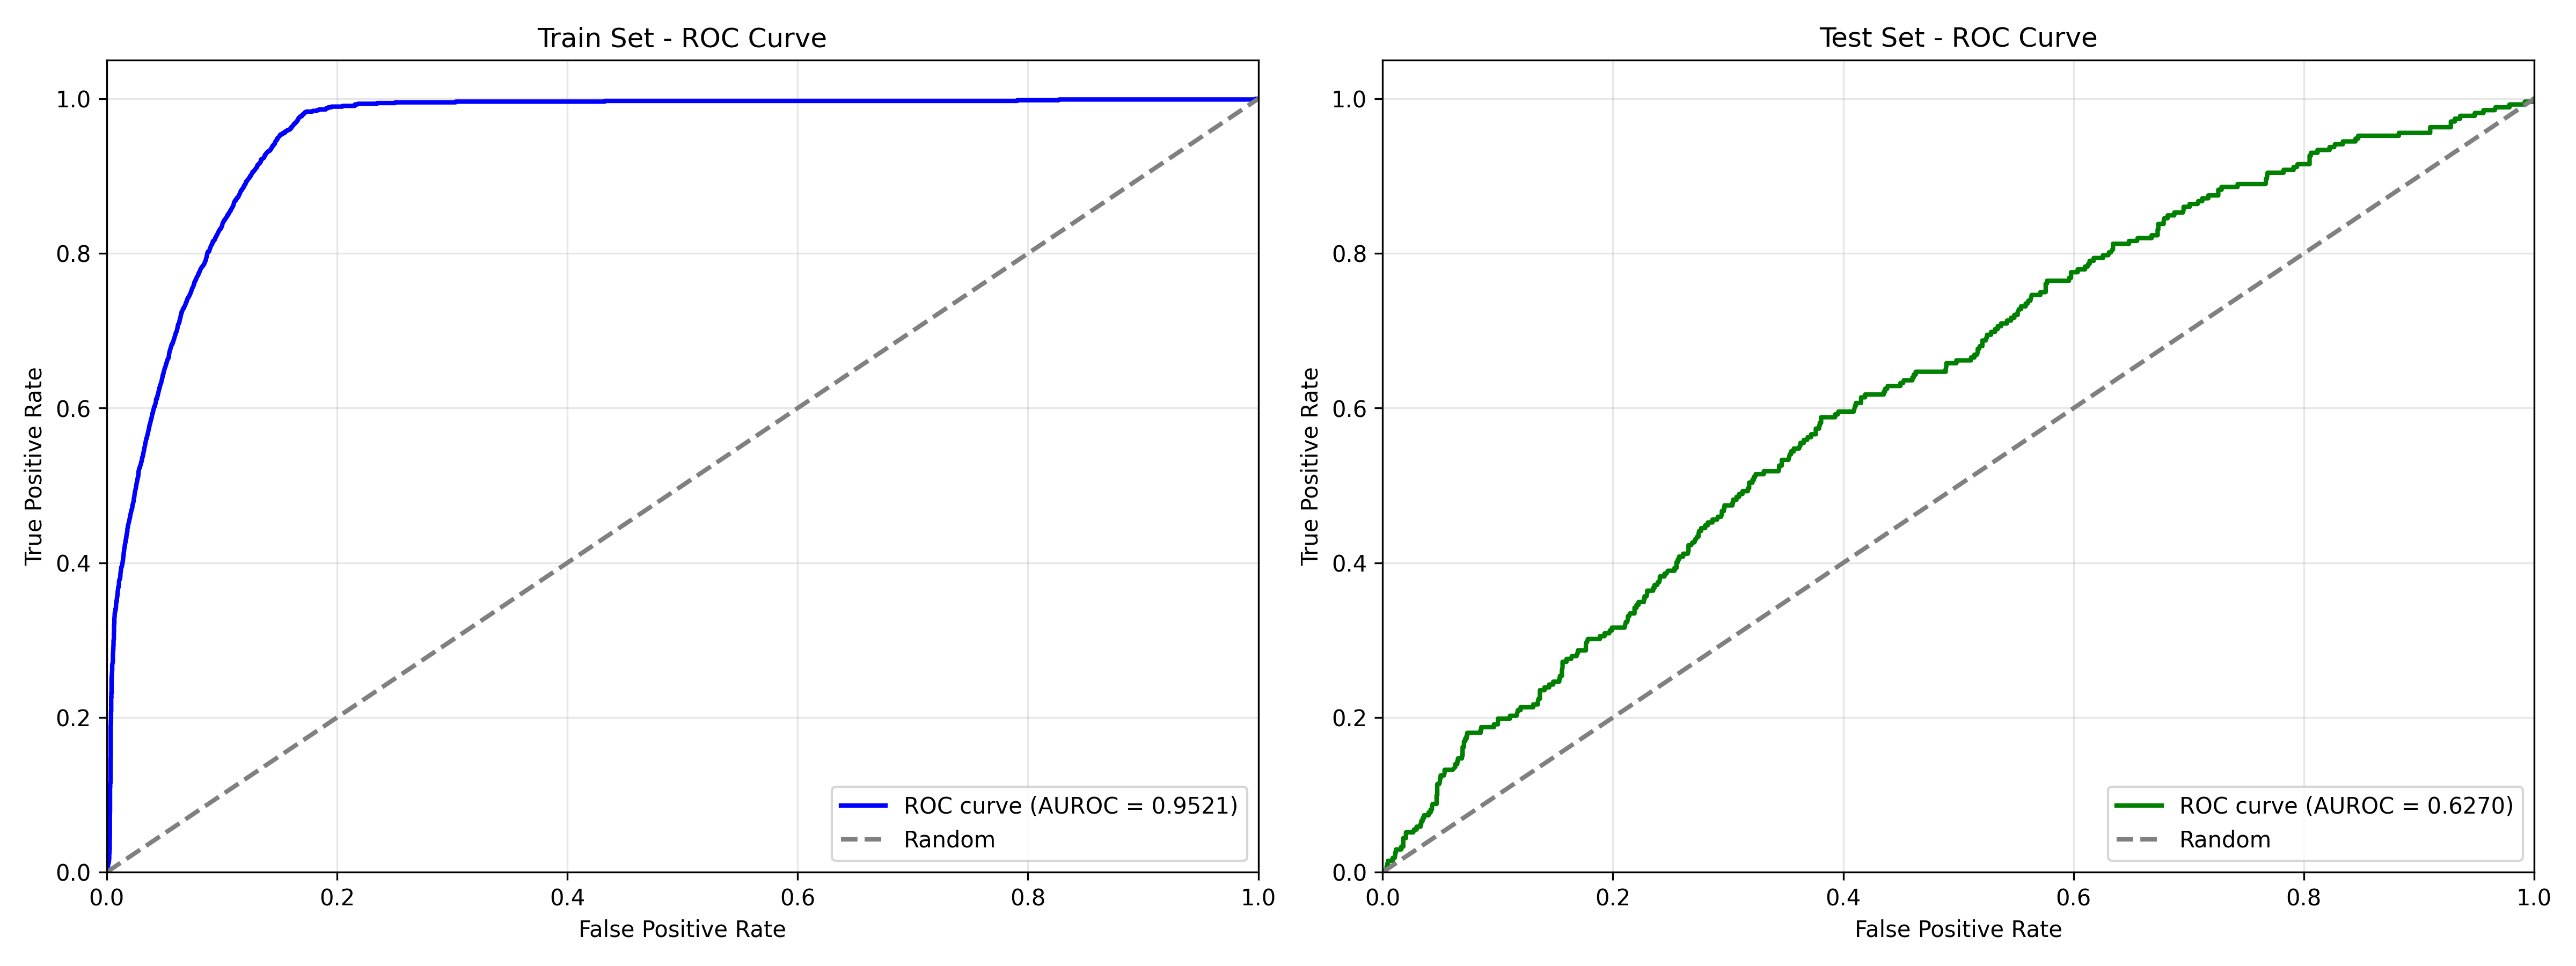 Train Set - ROC Curve
True Positive Rate
1.0
0.8
0.6
0.4
0.2
0.0
0.0 0.2 0.4 0.6 0.8 1.0
False Positive Rate
ROC curve (AUROC = 0.9521)
Random
Test Set - ROC Curve
True Positive Rate
1.0
0.8
0.6
0.4
0.2
0.0
0.0 0.2 0.4 0.6 0.8 1.0
False Positive Rate
ROC curve (AUROC = 0.6270)
Random